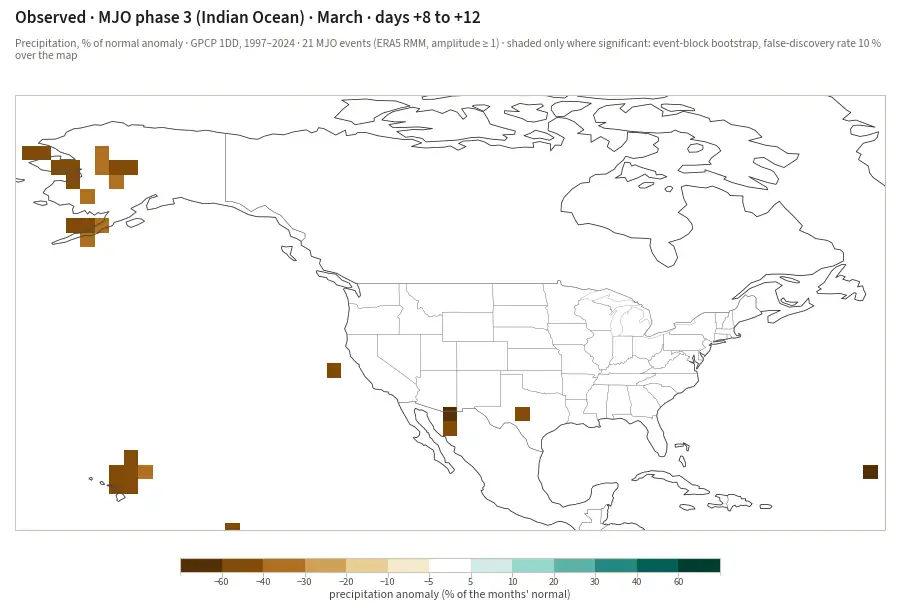 Observed · MJO phase 3 (Indian Ocean) · March · days +8 to +12
Precipitation, % of normal anomaly · GPCP 1DD, 1997–2024 · 21 MJO events (ERA5 RMM, amplitude ≥ 1) · shaded only where significant: event-block bootstrap, false-discovery rate 10 %
over the map
−60 −40 −30 −20 −10 −5 5 10 20 30 40 60
precipitation anomaly (% of the months' normal)